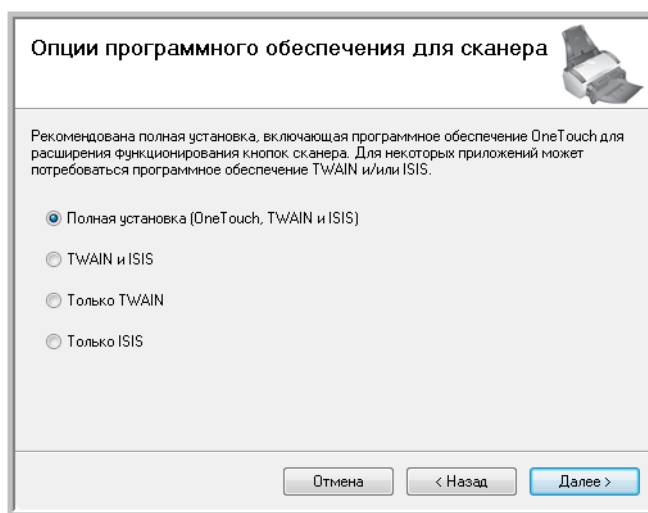 Опции программного обеспечения для сканера
Рекомендована полная установка, включающая программное обеспечение OneTouch для
расширения функционирования кнопок сканера. Для некоторых приложений может
потребоваться программное обеспечение TWAIN и/или ISIS.
Полная установка (OneTouch, TWAIN и ISIS)
TWAIN и ISIS
Только TWAIN
Только ISIS
Отмена < Назад Далее >